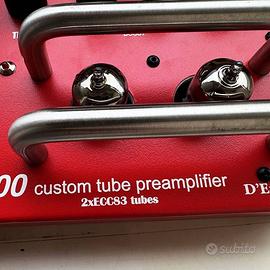 00 custom tube preamplifier
D'E
2xECC83 tubes
subito